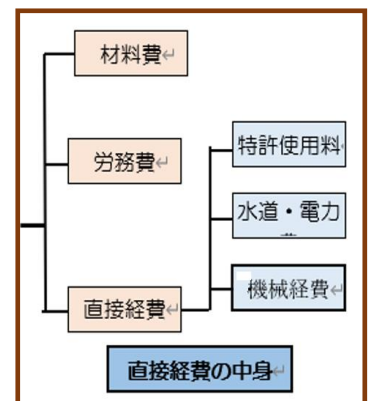 材料費
労務費
特許使用料
水道・電力
機械経費
直接経費
直接経費の中身